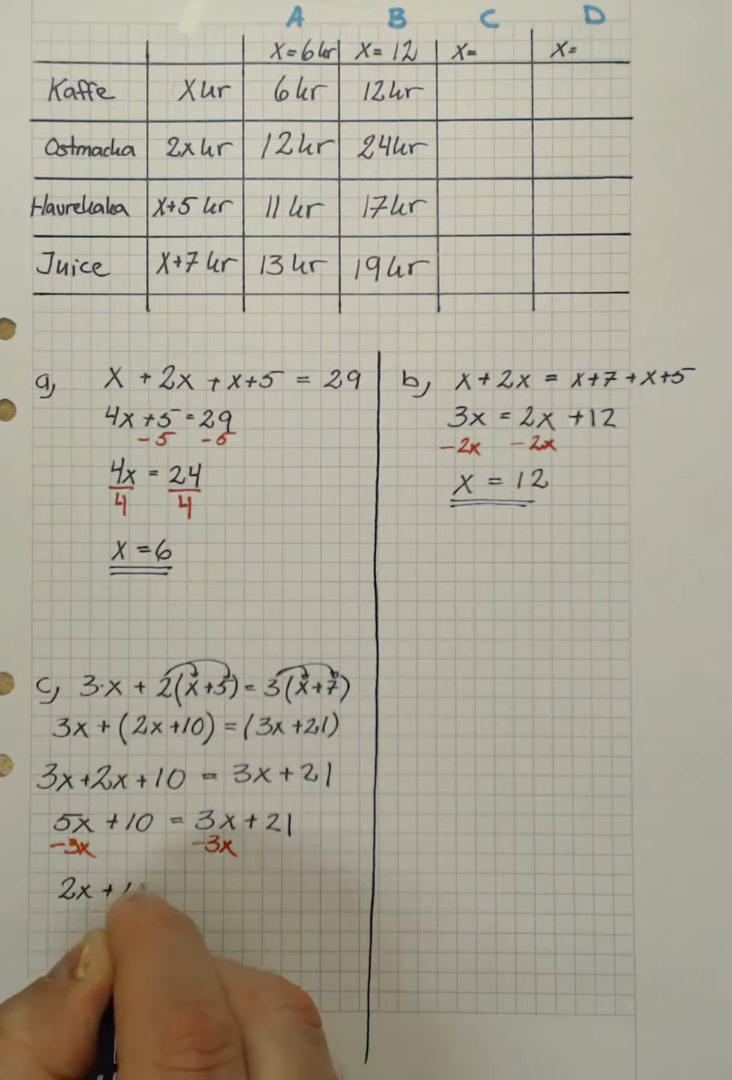 A B C D
x=6kr x=12 x= x=
Kaffe xkr 6kr 12kr
Ostmacka 2xkr 12kr 24kr
Havrekaka x+5kr 11kr 17kr
Juice x+7kr 13kr 19kr
a) x+2x+x+5=29
4x+5=29
-5 -5
4x=24
4 4
x=6
b) x+2x=x+7+x+5
3x=2x+12
-2x -2x
x=12
c) 3·x+2(x+5)=3(x+7)
3x+(2x+10)=(3x+21)
3x+2x+10=3x+21
5x+10=3x+21
-3x -3x
2x+